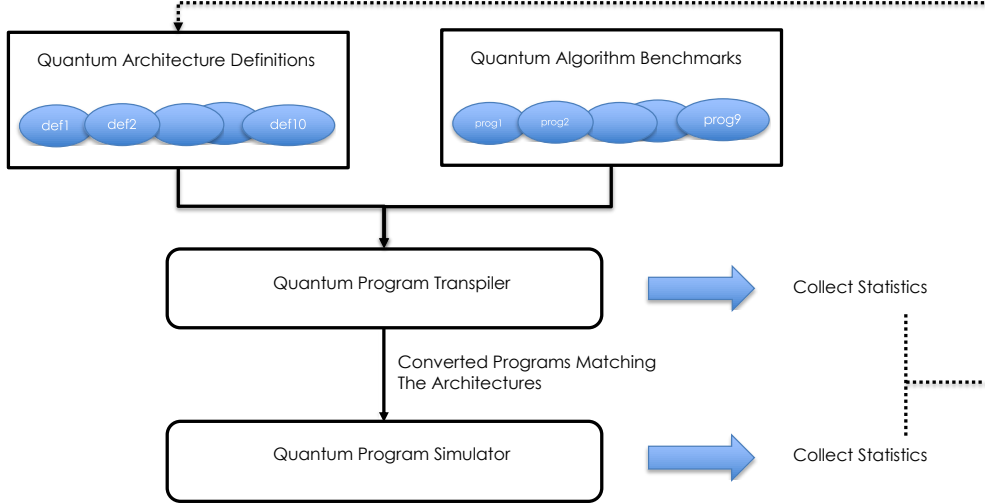 Quantum Architecture Definitions
def1
def2
def10
Quantum Algorithm Benchmarks
prog1
prog2
prog9
Quantum Program Transpiler
Collect Statistics
Converted Programs Matching
The Architectures
Quantum Program Simulator
Collect Statistics